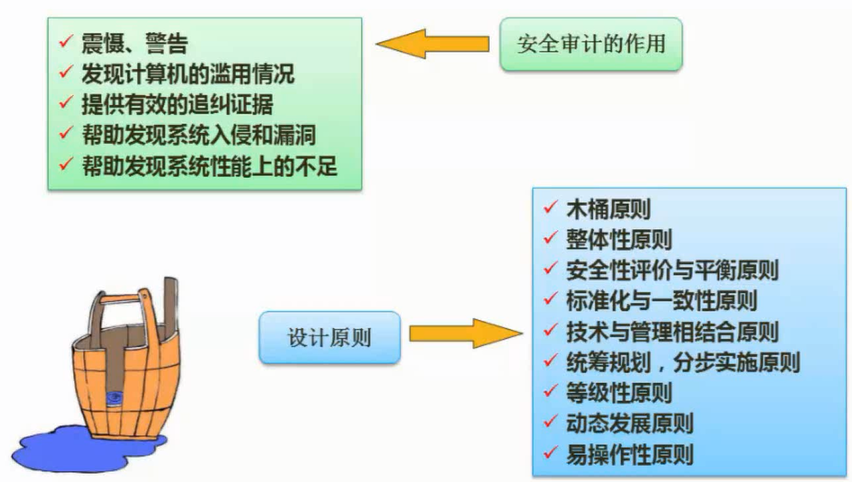 安全审计的作用
震慑、警告
发现计算机的滥用情况
提供有效的追纠证据
帮助发现系统入侵和漏洞
帮助发现系统性能上的不足
设计原则
木桶原则
整体性原则
安全性评价与平衡原则
标准化与一致性原则
技术与管理相结合原则
统筹规划，分步实施原则
等级性原则
动态发展原则
易操作性原则